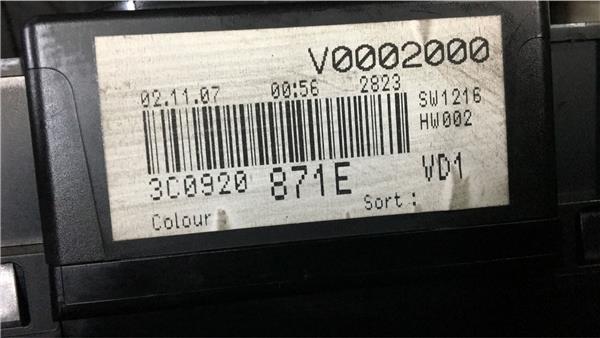 V0002000
02.11.07 00:56 2823
SW1216
HW002
3C0920 871E VD1
Colour Sort :